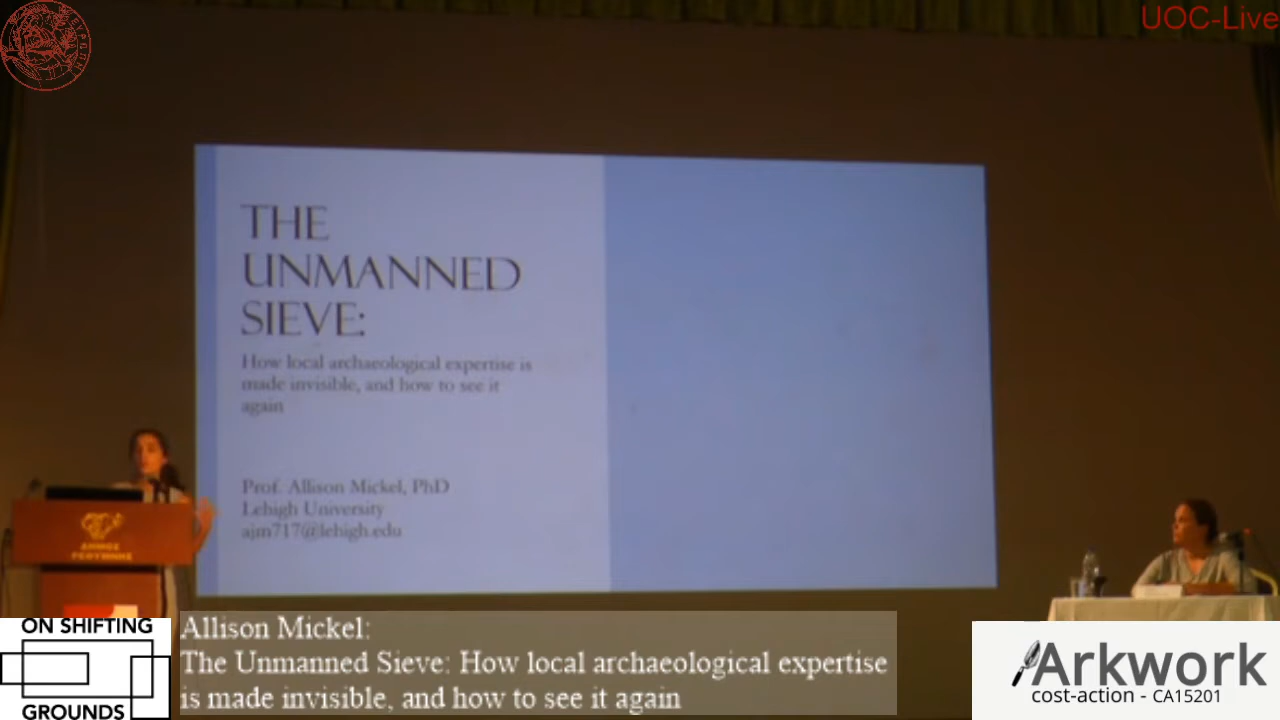 UOC-Live
THE
UNMANNED
SIEVE:
How local archaeological expertise is
made invisible, and how to see it
again
Prof. Allison Mickel, PhD
Lehigh University
ajm717@lehigh.edu
ΔΗΜΟΣ
ΡΕΘΥΜΝΗΣ
ON SHIFTING
GROUNDS
Allison Mickel:
The Unmanned Sieve: How local archaeological expertise
is made invisible, and how to see it again
Arkwork
cost-action - CA15201